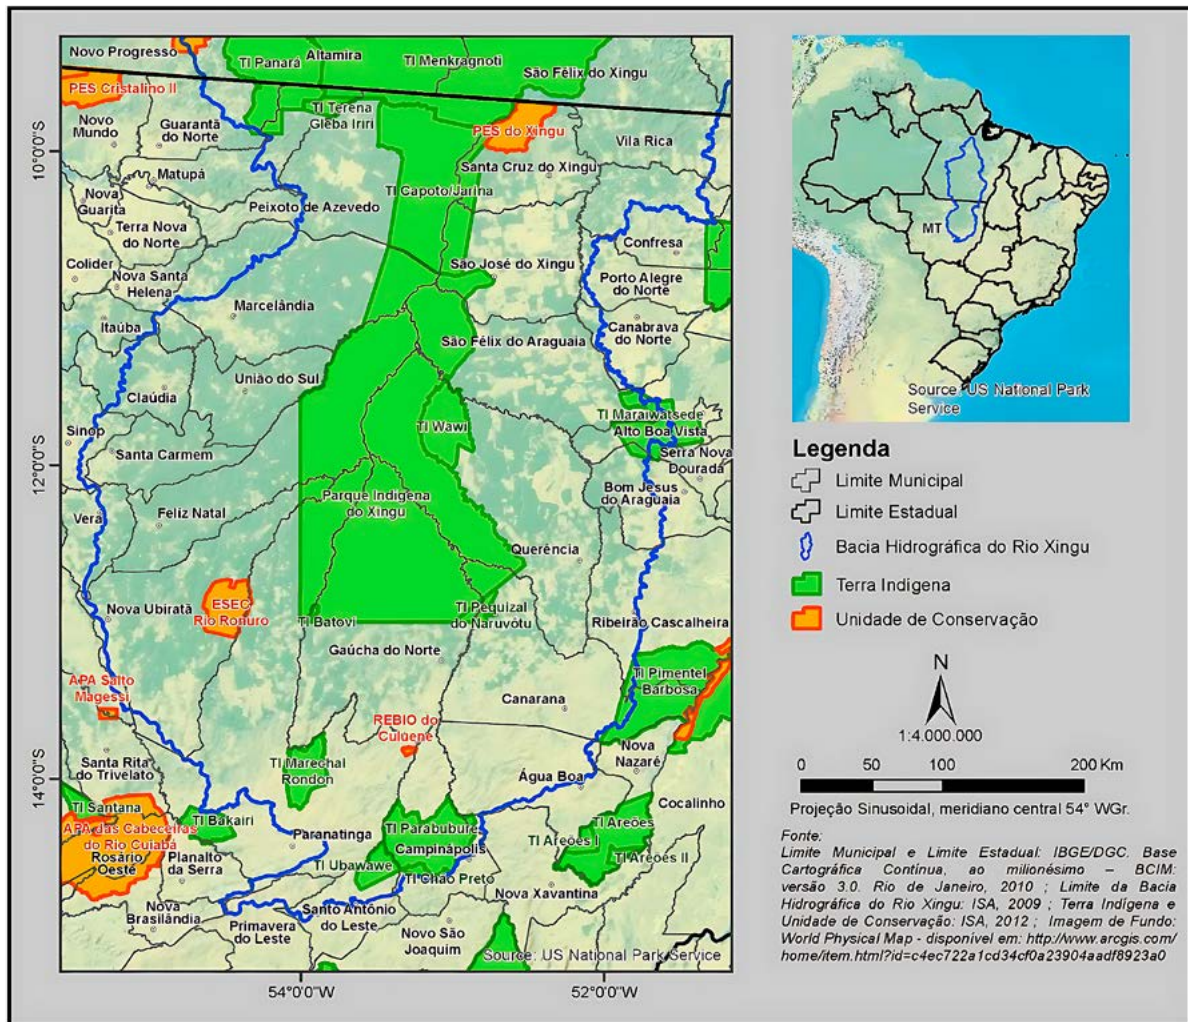 Novo Progresso
TI Panará
Altamira
TI Menkragnoti
São Félix do Xingu
PES Cristalino II
TI Terena
Gleba Iriri
PES do Xingu
Novo
Mundo
Guarantã
do Norte
Vila Rica
10°0'0"S
Santa Cruz do Xingu
Matupá
TI Capoto/Jarina
Nova
Guarita
Peixoto de Azevedo
Terra Nova
do Norte
Confresa
Colider
Nova Santa
Helena
São José do Xingu
Porto Alegre
do Norte
Marcelândia
Itaúba
Canabrava
do Norte
São Félix do Araguaia
União do Sul
Claúdia
TI Maraiwatsede
Alto Boa Vista
Sinop
TI Wawi
Santa Carmem
Serra Nova
Dourada
12°0'0"S
Parque Indigena
do Xingu
Bom Jesus
do Araguaia
Vera
Feliz Natal
Querência
ESEC
Rio Ronuro
Nova Ubiratã
TI Batovi
TI Pequizal
do Naruvôtu
Ribeirão Cascalheira
Gaúcha do Norte
TI Pimentel
Barbosa
APA Salto
Magessi
Canarana
REBIO do
Culuene
Nova
Nazaré
Santa Rita
do Trivelato
TI Marechal
Rondon
Água Boa
14°0'0"S
Cocalinho
TI Santana
TI Bakairi
TI Parabubure
TI Areões
APA das Cabeceiras
do Rio Cuiabá
Rosário
Oeste
Paranatinga
Campinápolis
TI Areões I
TI Areões II
Planalto
da Serra
TI Ubawawe
TI Chao Preto
Nova Xavantina
Nova
Brasilândia
Santo Antônio
do Leste
Primavera
do Leste
Novo São
Joaquim
Source: US National Park Service
54°0'0"W
52°0'0"W
MT
Source: US National Park
Service
Legenda
Limite Municipal
Limite Estadual
Bacia Hidrográfica do Rio Xingu
Terra Indigena
Unidade de Conservação
N
1:4.000.000
0 50 100 200 Km
Projeção Sinusoidal, meridiano central 54° WGr.
Fonte:
Limite Municipal e Limite Estadual: IBGE/DGC. Base
Cartográfica Contínua, ao milionésimo – BCIM:
versão 3.0. Rio de Janeiro, 2010 ; Limite da Bacia
Hidrográfica do Rio Xingu: ISA, 2009 ; Terra Indígena e
Unidade de Conservação: ISA, 2012 ; Imagem de Fundo:
World Physical Map - disponível em: http://www.arcgis.com/
home/item.html?id=c4ec722a1cd34cf0a23904aadf8923a0